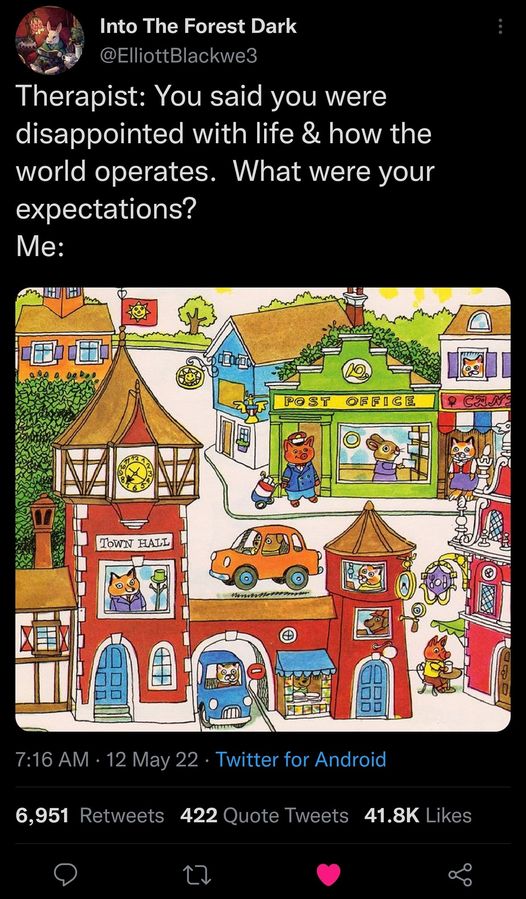 Into The Forest Dark
@ElliottBlackwe3
Therapist: You said you were
disappointed with life & how the
world operates.  What were your
expectations?
Me:
POST OFFICE
TOWN HALL
7:16 AM · 12 May 22 · Twitter for Android
6,951 Retweets 422 Quote Tweets 41.8K Likes